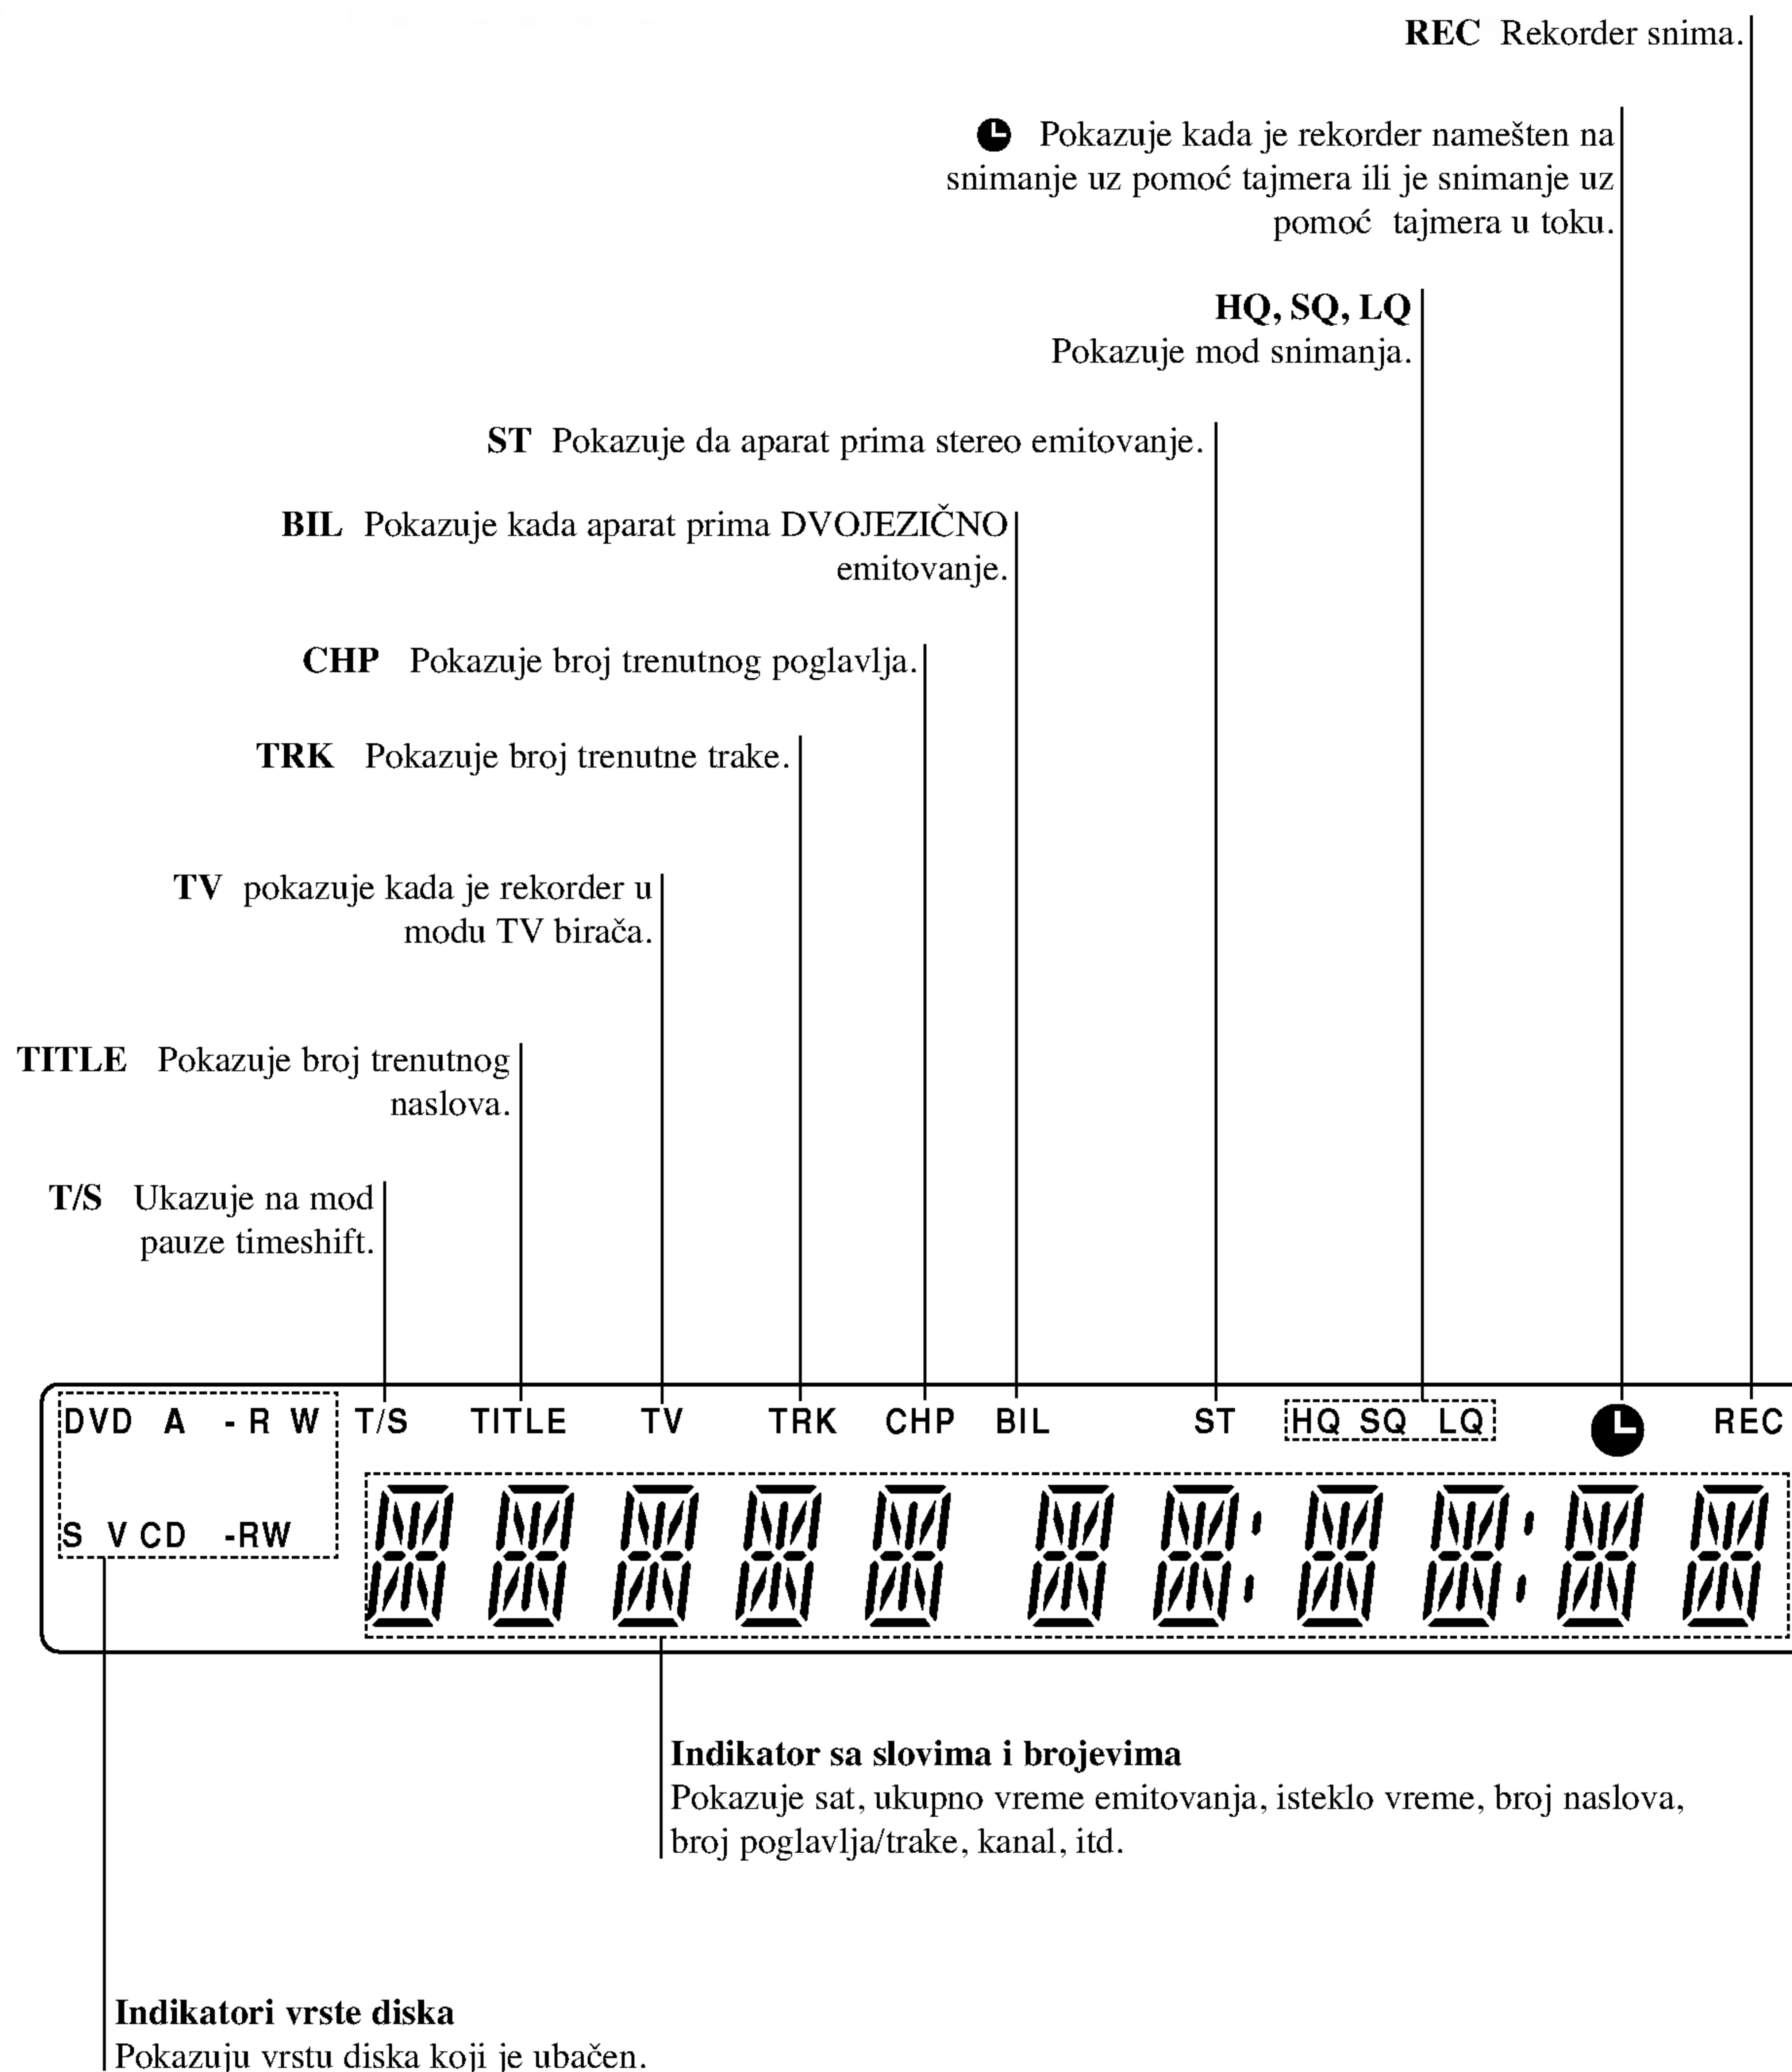 REC Rekorder snima.
Pokazuje kada je rekorder namešten na
snimanje uz pomoć tajmera ili je snimanje uz
pomoć tajmera u toku.
HQ, SQ, LQ
Pokazuje mod snimanja.
ST Pokazuje da aparat prima stereo emitovanje.
BIL Pokazuje kada aparat prima DVOJEZIČNO
emitovanje.
CHP Pokazuje broj trenutnog poglavlja.
TRK Pokazuje broj trenutne trake.
TV pokazuje kada je rekorder u
modu TV birača.
TITLE Pokazuje broj trenutnog
naslova.
T/S Ukazuje na mod
pauze timeshift.
DVD A -R W T/S TITLE TV TRK CHP BIL ST HQ SQ LQ REC
S V CD -RW
Indikator sa slovima i brojevima
Pokazuje sat, ukupno vreme emitovanja, isteklo vreme, broj naslova,
broj poglavlja/trake, kanal, itd.
Indikatori vrste diska
Pokazuju vrstu diska koji je ubačen.